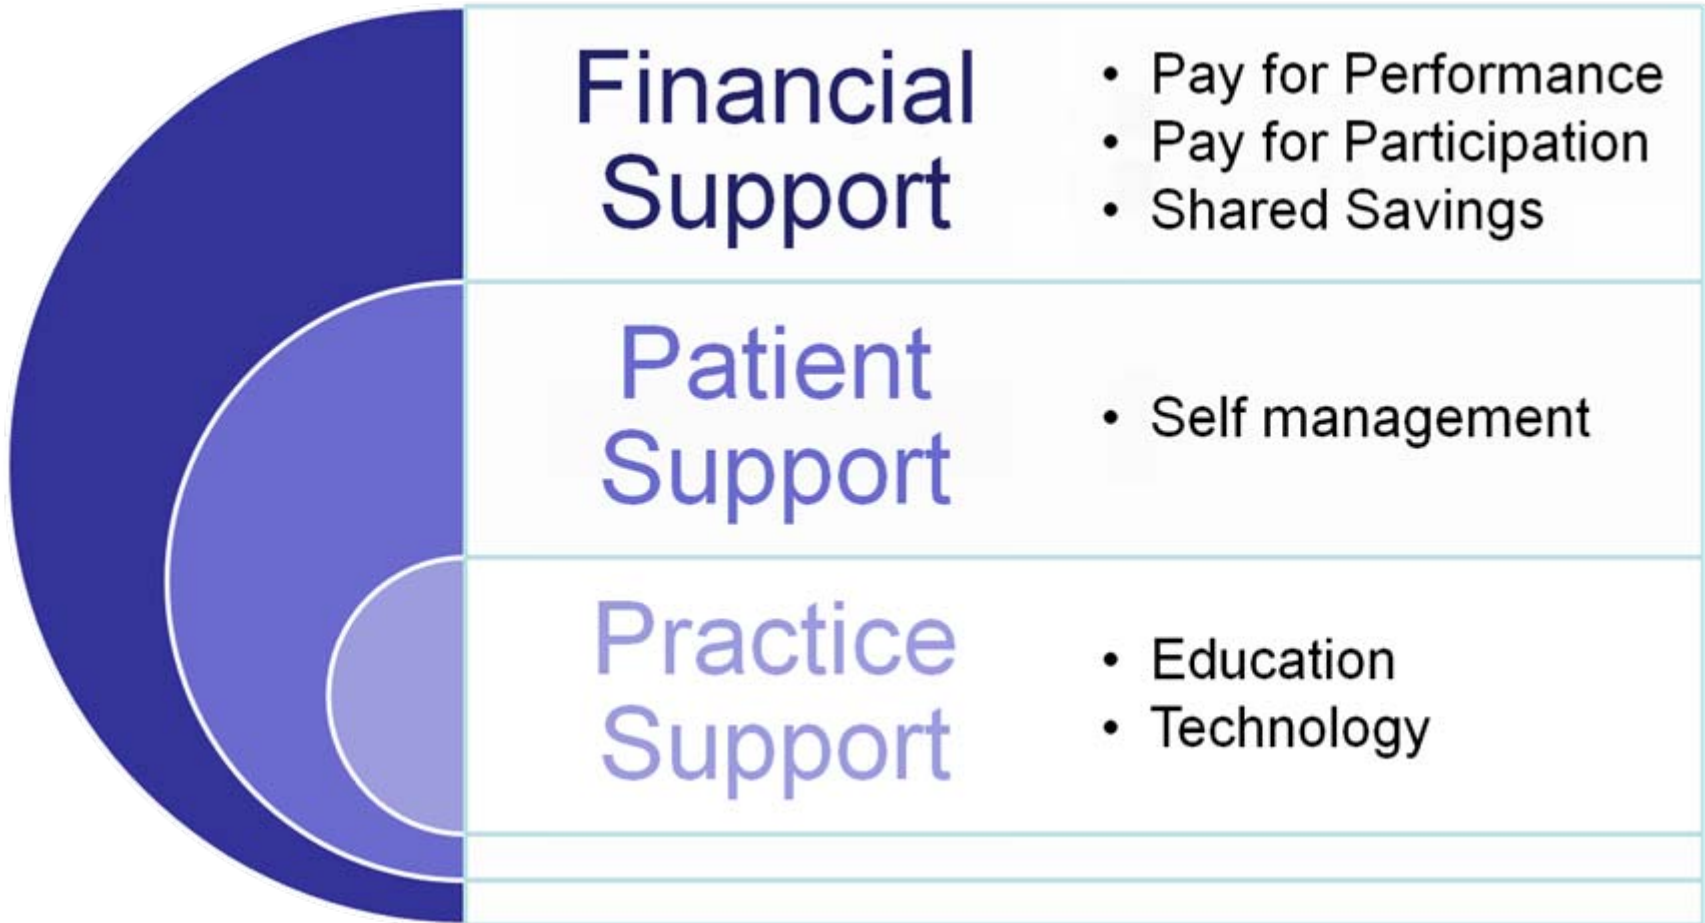 Financial
Support
• Pay for Performance
• Pay for Participation
• Shared Savings
Patient
Support
• Self management
Practice
Support
• Education
• Technology